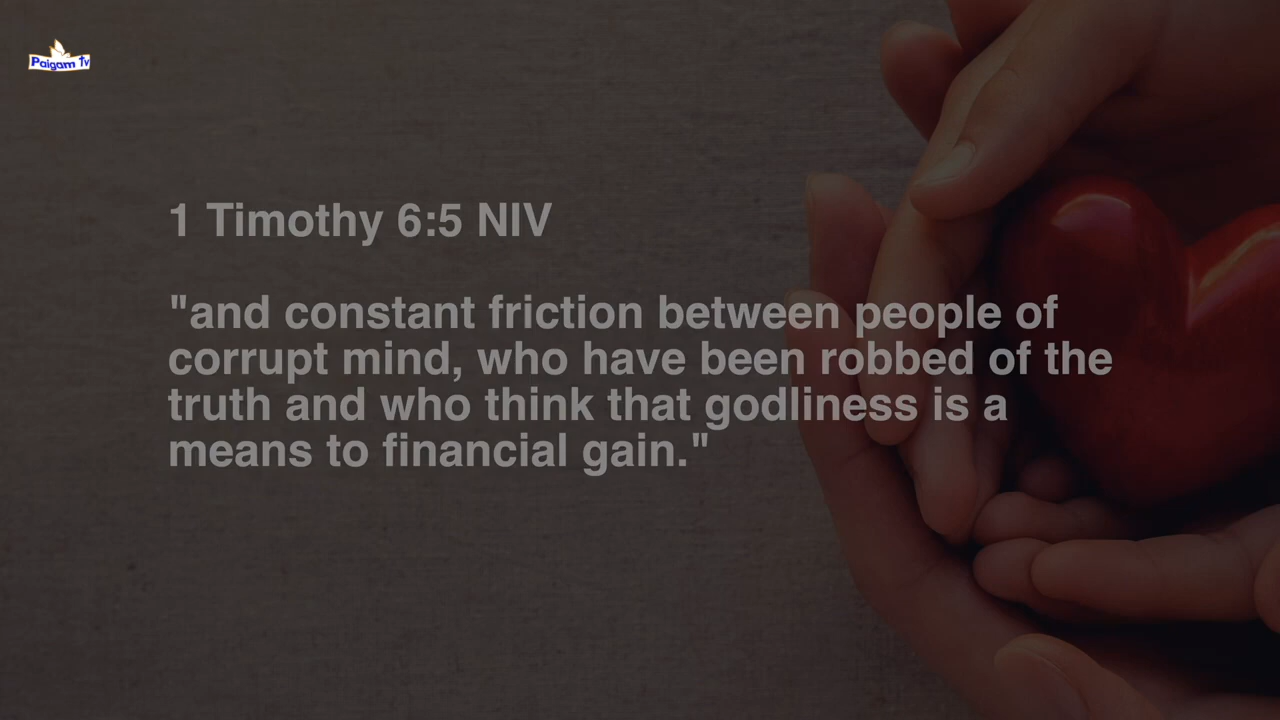 Paigam Tv
1 Timothy 6:5 NIV
"and constant friction between people of
corrupt mind, who have been robbed of the
truth and who think that godliness is a
means to financial gain."